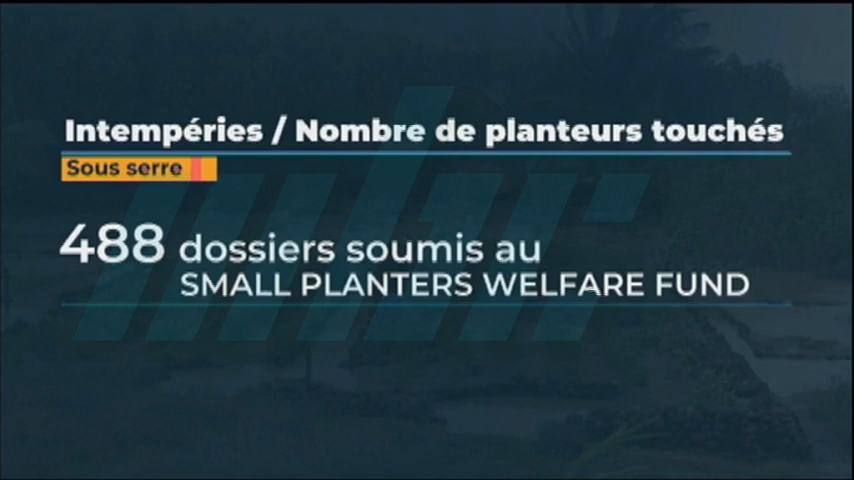 Intempéries / Nombre de planteurs touchés
Sous serre
488 dossiers soumis au
SMALL PLANTERS WELFARE FUND